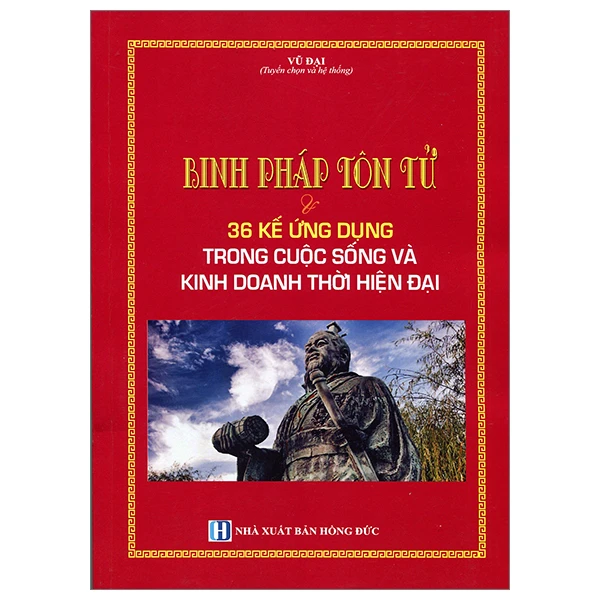 VŨ ĐẠI
(Tuyển chọn và hệ thống)
BINH PHÁP TÔN TỬ
&
36 KẾ ỨNG DỤNG
TRONG CUỘC SỐNG VÀ
KINH DOANH THỜI HIỆN ĐẠI
H NHÀ XUẤT BẢN HỒNG ĐỨC